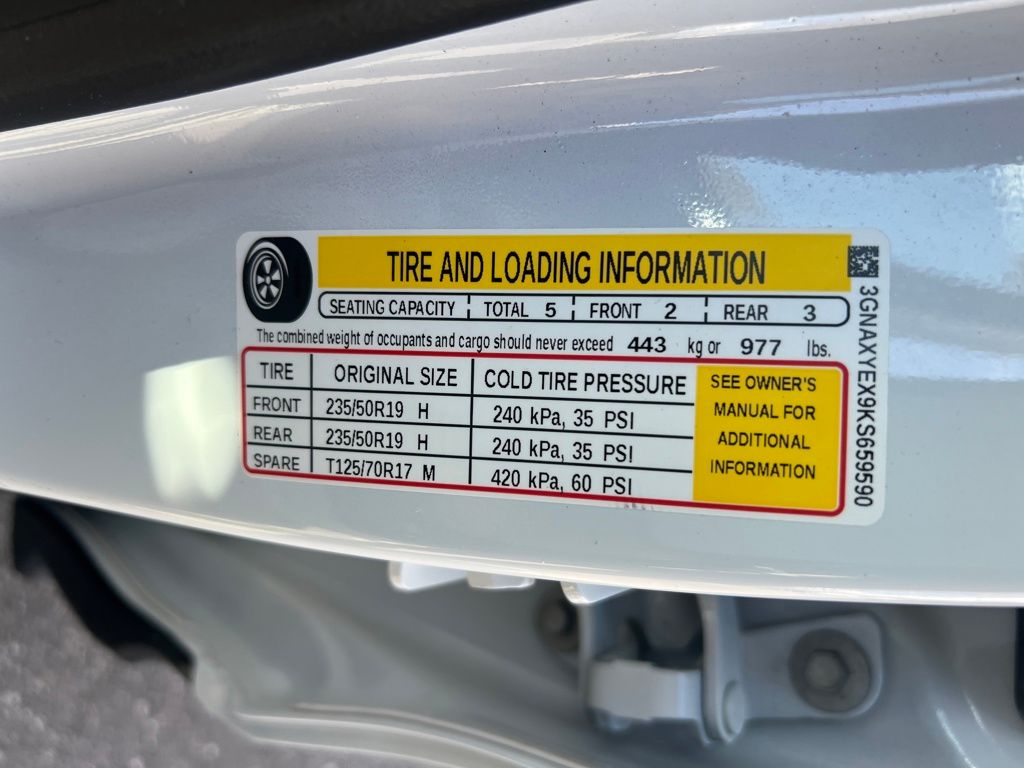 TIRE AND LOADING INFORMATION
SEATING CAPACITY TOTAL 5 FRONT 2 REAR 3
The combined weight of occupants and cargo should never exceed 443 kg or 977 lbs.
TIRE ORIGINAL SIZE COLD TIRE PRESSURE
FRONT 235/50R19 H 240 kPa, 35 PSI
REAR 235/50R19 H 240 kPa, 35 PSI
SPARE T125/70R17 M 420 kPa, 60 PSI
SEE OWNER'S
MANUAL FOR
ADDITIONAL
INFORMATION
3GNAXYEX9KS659590